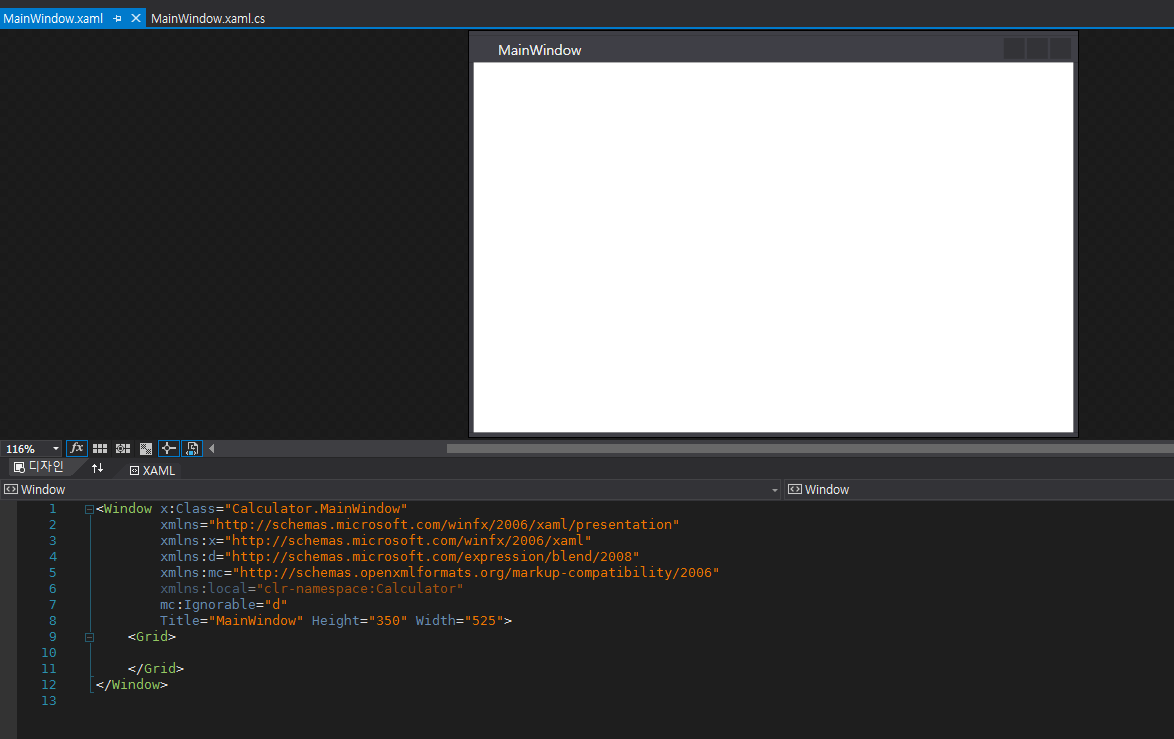 MainWindow.xaml MainWindow.xaml.cs
MainWindow
116% fx
디자인 XAML
Window Window
1 <Window x:Class="Calculator.MainWindow"
2 xmlns="http://schemas.microsoft.com/winfx/2006/xaml/presentation"
3 xmlns:x="http://schemas.microsoft.com/winfx/2006/xaml"
4 xmlns:d="http://schemas.microsoft.com/expression/blend/2008"
5 xmlns:mc="http://schemas.openxmlformats.org/markup-compatibility/2006"
6 xmlns:local="clr-namespace:Calculator"
7 mc:Ignorable="d"
8 Title="MainWindow" Height="350" Width="525">
9 <Grid>
10
11 </Grid>
12 </Window>
13